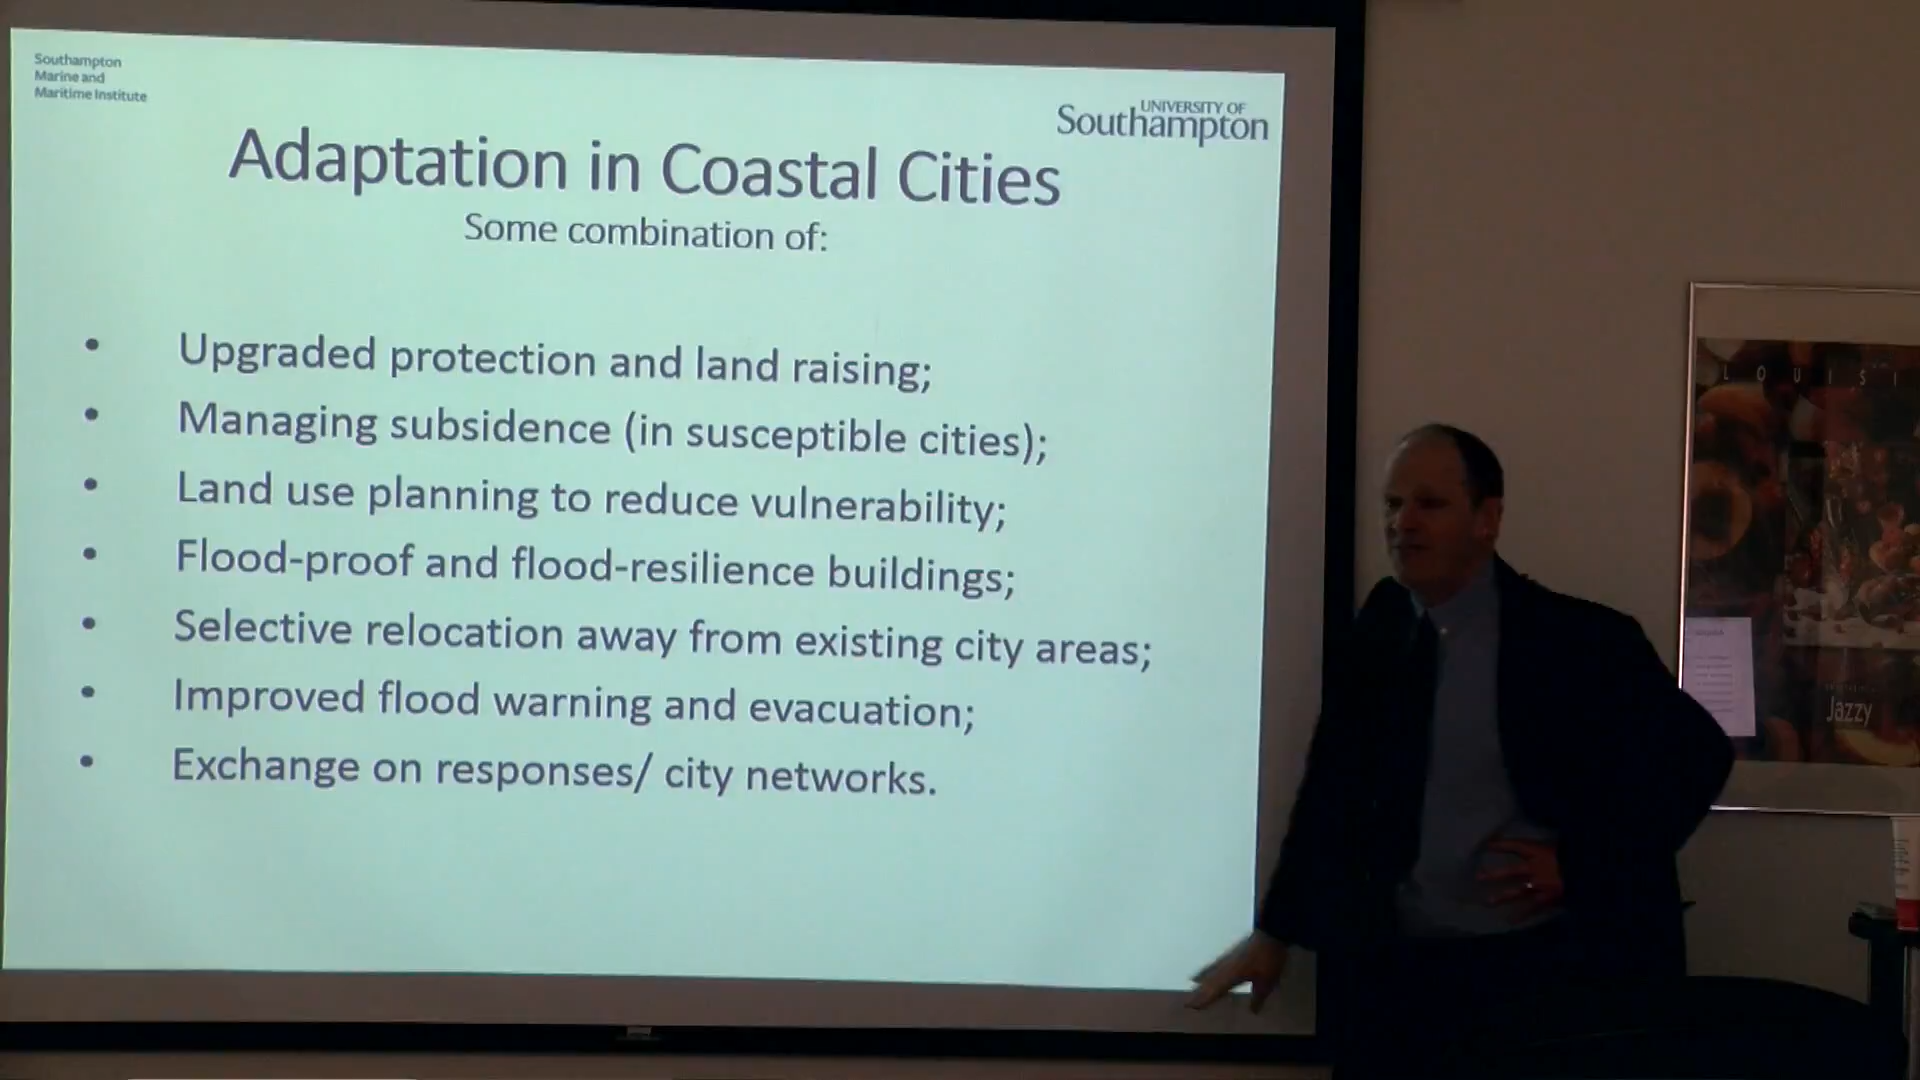 Southampton
Marine and
Maritime Institute
UNIVERSITY OF
Southampton
Adaptation in Coastal Cities
Some combination of:
• Upgraded protection and land raising;
• Managing subsidence (in susceptible cities);
• Land use planning to reduce vulnerability;
• Flood-proof and flood-resilience buildings;
• Selective relocation away from existing city areas;
• Improved flood warning and evacuation;
• Exchange on responses/ city networks.
L O U I S I
Jazzy